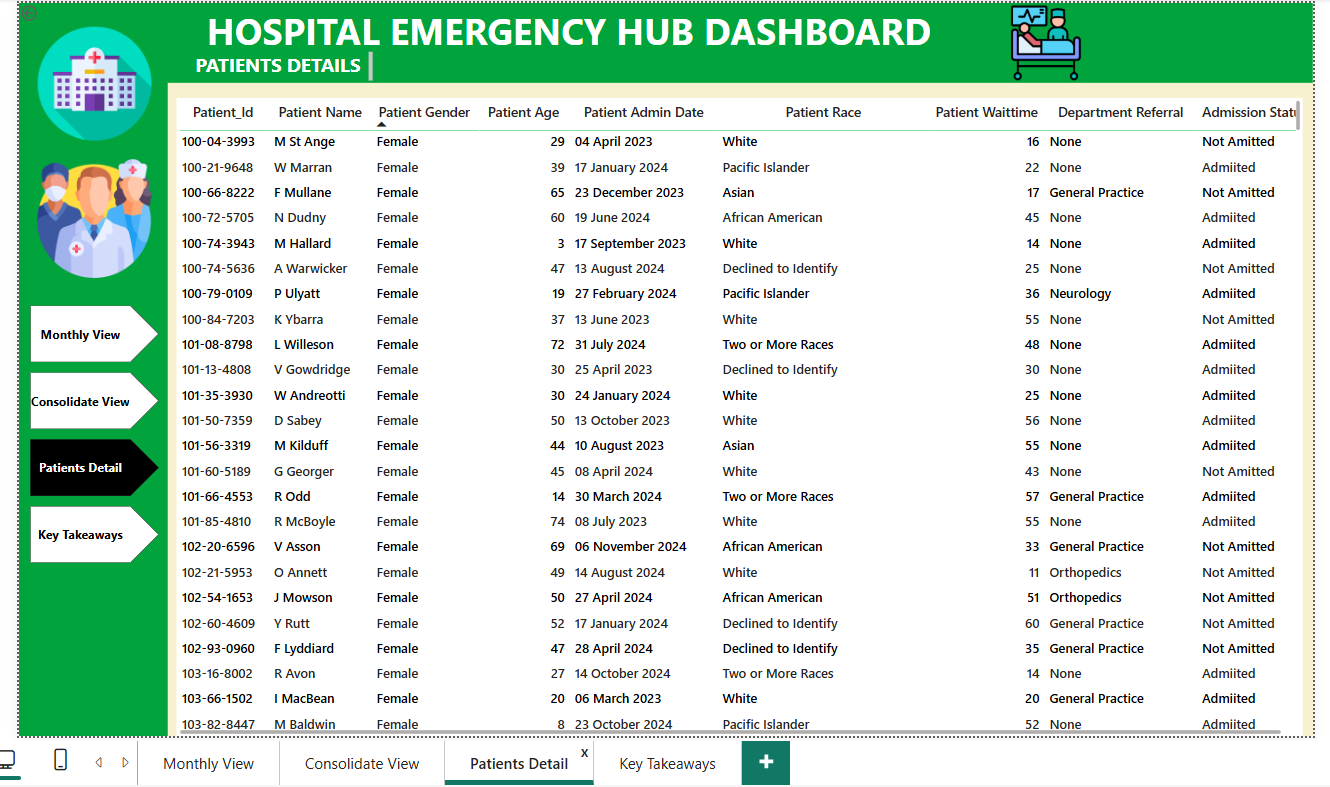 HOSPITAL EMERGENCY HUB DASHBOARD
PATIENTS DETAILS
Monthly View
Consolidate View
Patients Detail
Key Takeaways
Patient_Id Patient Name Patient Gender Patient Age Patient Admin Date Patient Race Patient Waittime Department Referral Admission Statu
100-04-3993 M St Ange Female 29 04 April 2023 White 16 None Not Amitted
100-21-9648 W Marran Female 39 17 January 2024 Pacific Islander 22 None Admiited
100-66-8222 F Mullane Female 65 23 December 2023 Asian 17 General Practice Not Amitted
100-72-5705 N Dudny Female 60 19 June 2024 African American 45 None Admiited
100-74-3943 M Hallard Female 3 17 September 2023 White 14 None Admiited
100-74-5636 A Warwicker Female 47 13 August 2024 Declined to Identify 25 None Not Amitted
100-79-0109 P Ulyatt Female 19 27 February 2024 Pacific Islander 36 Neurology Admiited
100-84-7203 K Ybarra Female 37 13 June 2023 White 55 None Not Amitted
101-08-8798 L Willeson Female 72 31 July 2024 Two or More Races 48 None Admiited
101-13-4808 V Gowdridge Female 30 25 April 2023 Declined to Identify 30 None Admiited
101-35-3930 W Andreotti Female 30 24 January 2024 White 25 None Admiited
101-50-7359 D Sabey Female 50 13 October 2023 White 56 None Admiited
101-56-3319 M Kilduff Female 44 10 August 2023 Asian 55 None Admiited
101-60-5189 G Georger Female 45 08 April 2024 White 43 None Not Amitted
101-66-4553 R Odd Female 14 30 March 2024 Two or More Races 57 General Practice Admiited
101-85-4810 R McBoyle Female 74 08 July 2023 White 55 None Admiited
102-20-6596 V Asson Female 69 06 November 2024 African American 33 General Practice Not Amitted
102-21-5953 O Annett Female 49 14 August 2024 White 11 Orthopedics Not Amitted
102-54-1653 J Mowson Female 50 27 April 2024 African American 51 Orthopedics Not Amitted
102-60-4609 Y Rutt Female 52 17 January 2024 Declined to Identify 60 General Practice Not Amitted
102-93-0960 F Lyddiard Female 47 28 April 2024 Declined to Identify 35 General Practice Not Amitted
103-16-8002 R Avon Female 27 14 October 2024 Two or More Races 14 None Admiited
103-66-1502 I MacBean Female 20 06 March 2023 White 20 General Practice Admiited
103-82-8447 M Baldwin Female 8 23 October 2024 Pacific Islander 52 None Admiited
Monthly View Consolidate View Patients Detail X Key Takeaways +